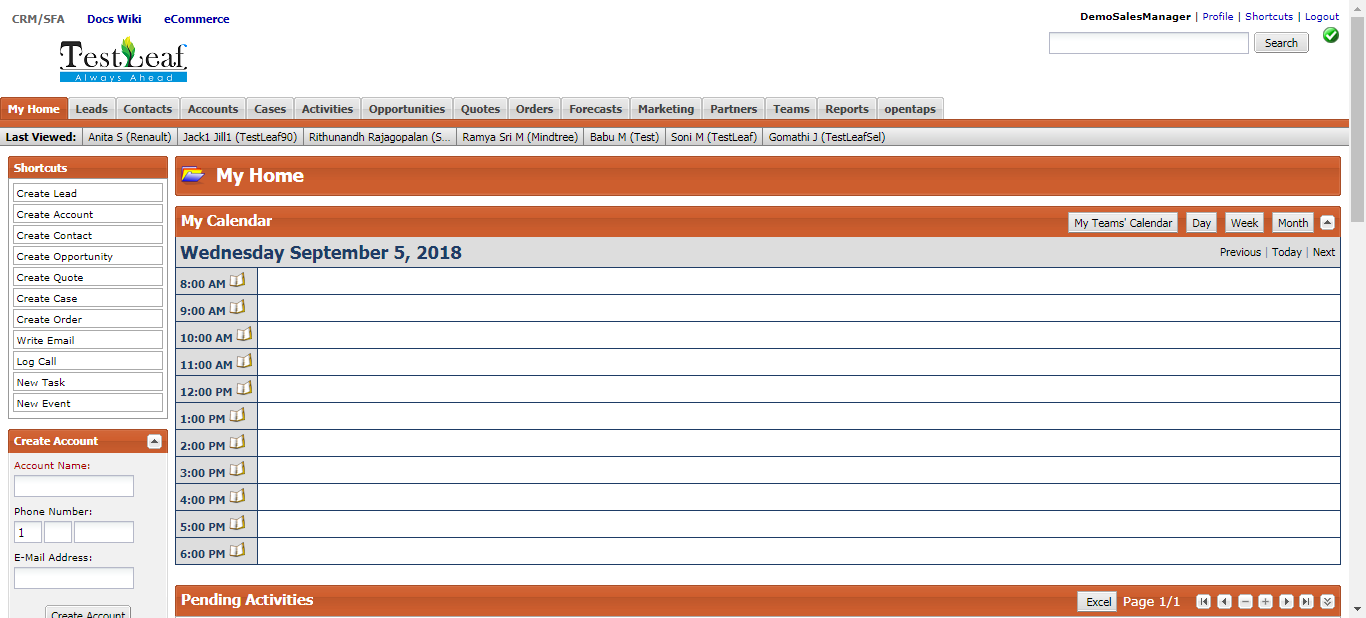 CRM/SFA Docs Wiki eCommerce
DemoSalesManager | Profile | Shortcuts | Logout
Search
TestLeaf
Always Ahead
My Home Leads Contacts Accounts Cases Activities Opportunities Quotes Orders Forecasts Marketing Partners Teams Reports opentaps
Last Viewed: Anita S (Renault) Jack1 Jill1 (TestLeaf90) Rithunandh Rajagopalan (S... Ramya Sri M (Mindtree) Babu M (Test) Soni M (TestLeaf) Gomathi J (TestLeafSel)
Shortcuts
Create Lead
Create Account
Create Contact
Create Opportunity
Create Quote
Create Case
Create Order
Write Email
Log Call
New Task
New Event
Create Account
Account Name:
Phone Number:
1
E-Mail Address:
Create Account
My Home
My Calendar
My Teams' Calendar Day Week Month
Wednesday September 5, 2018
Previous | Today | Next
8:00 AM
9:00 AM
10:00 AM
11:00 AM
12:00 PM
1:00 PM
2:00 PM
3:00 PM
4:00 PM
5:00 PM
6:00 PM
Pending Activities
Excel Page 1/1